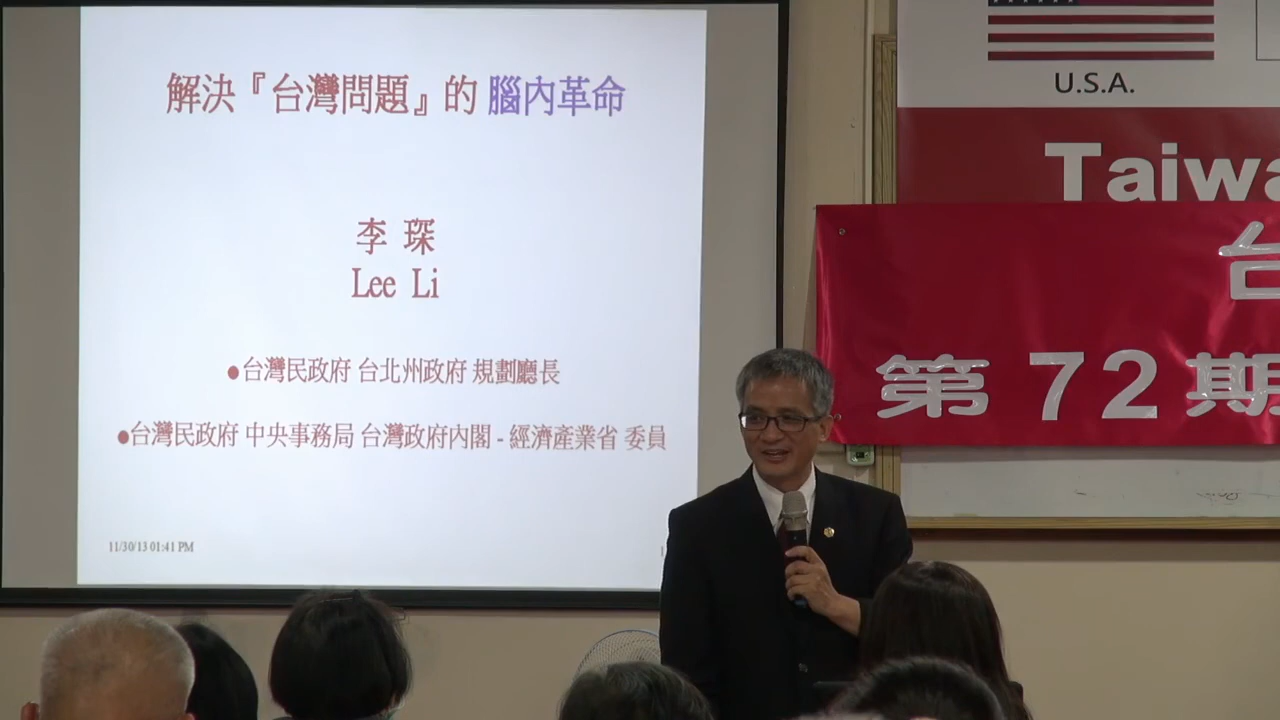 解決『台灣問題』的 腦內革命
李 琛
Lee Li
●台灣民政府 台北州政府 規劃廳長
●台灣民政府 中央事務局 台灣政府內閣 - 經濟產業省 委員
11/30/13 01:41 PM
U.S.A.
Taiwa
台
第 72 期